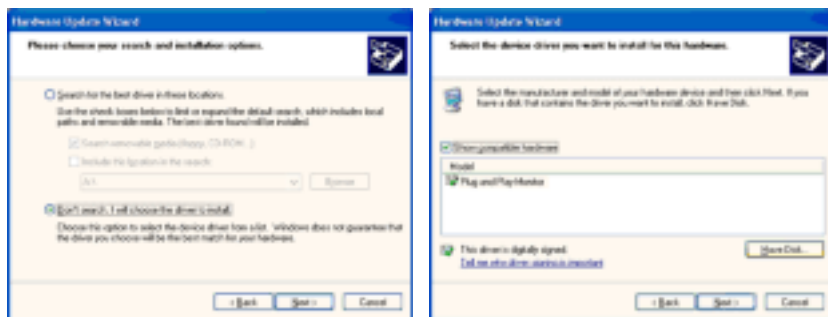 Hardware Update Wizard
Please choose your search and installation options.
Search for the best driver in these locations.
Use the check boxes below to limit or expand the default search, which includes local
paths and removable media. The best driver found will be installed.
Search removable media (floppy, CD-ROM...)
Include this location in the search:
A:\
Browse
Don't search. I will choose the driver to install.
Choose this option to select the device driver from a list. Windows does not guarantee that
the driver you choose will be the best match for your hardware.
< Back
Next >
Cancel
Hardware Update Wizard
Select the device driver you want to install for this hardware.
Select the manufacturer and model of your hardware device and then click Next. If you
have a disk that contains the driver you want to install, click Have Disk.
Show compatible hardware
Model
Plug and Play Monitor
This driver is digitally signed.
Have Disk...
Tell me why driver signing is important
< Back
Next >
Cancel